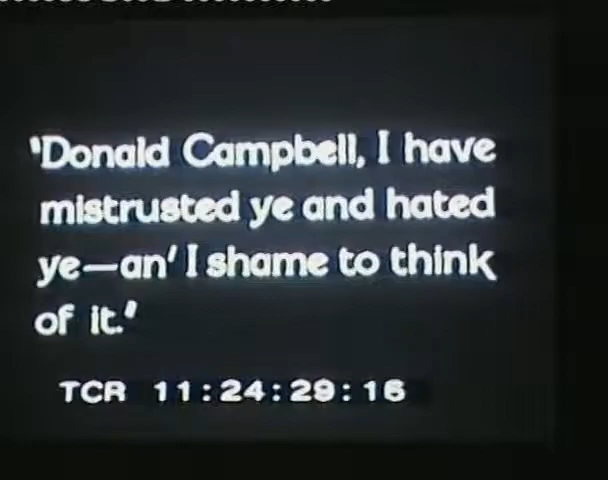 'Donald Campbell, I have
mistrusted ye and hated
ye—an' I shame to think
of it.'
TCR 11:24:29:16